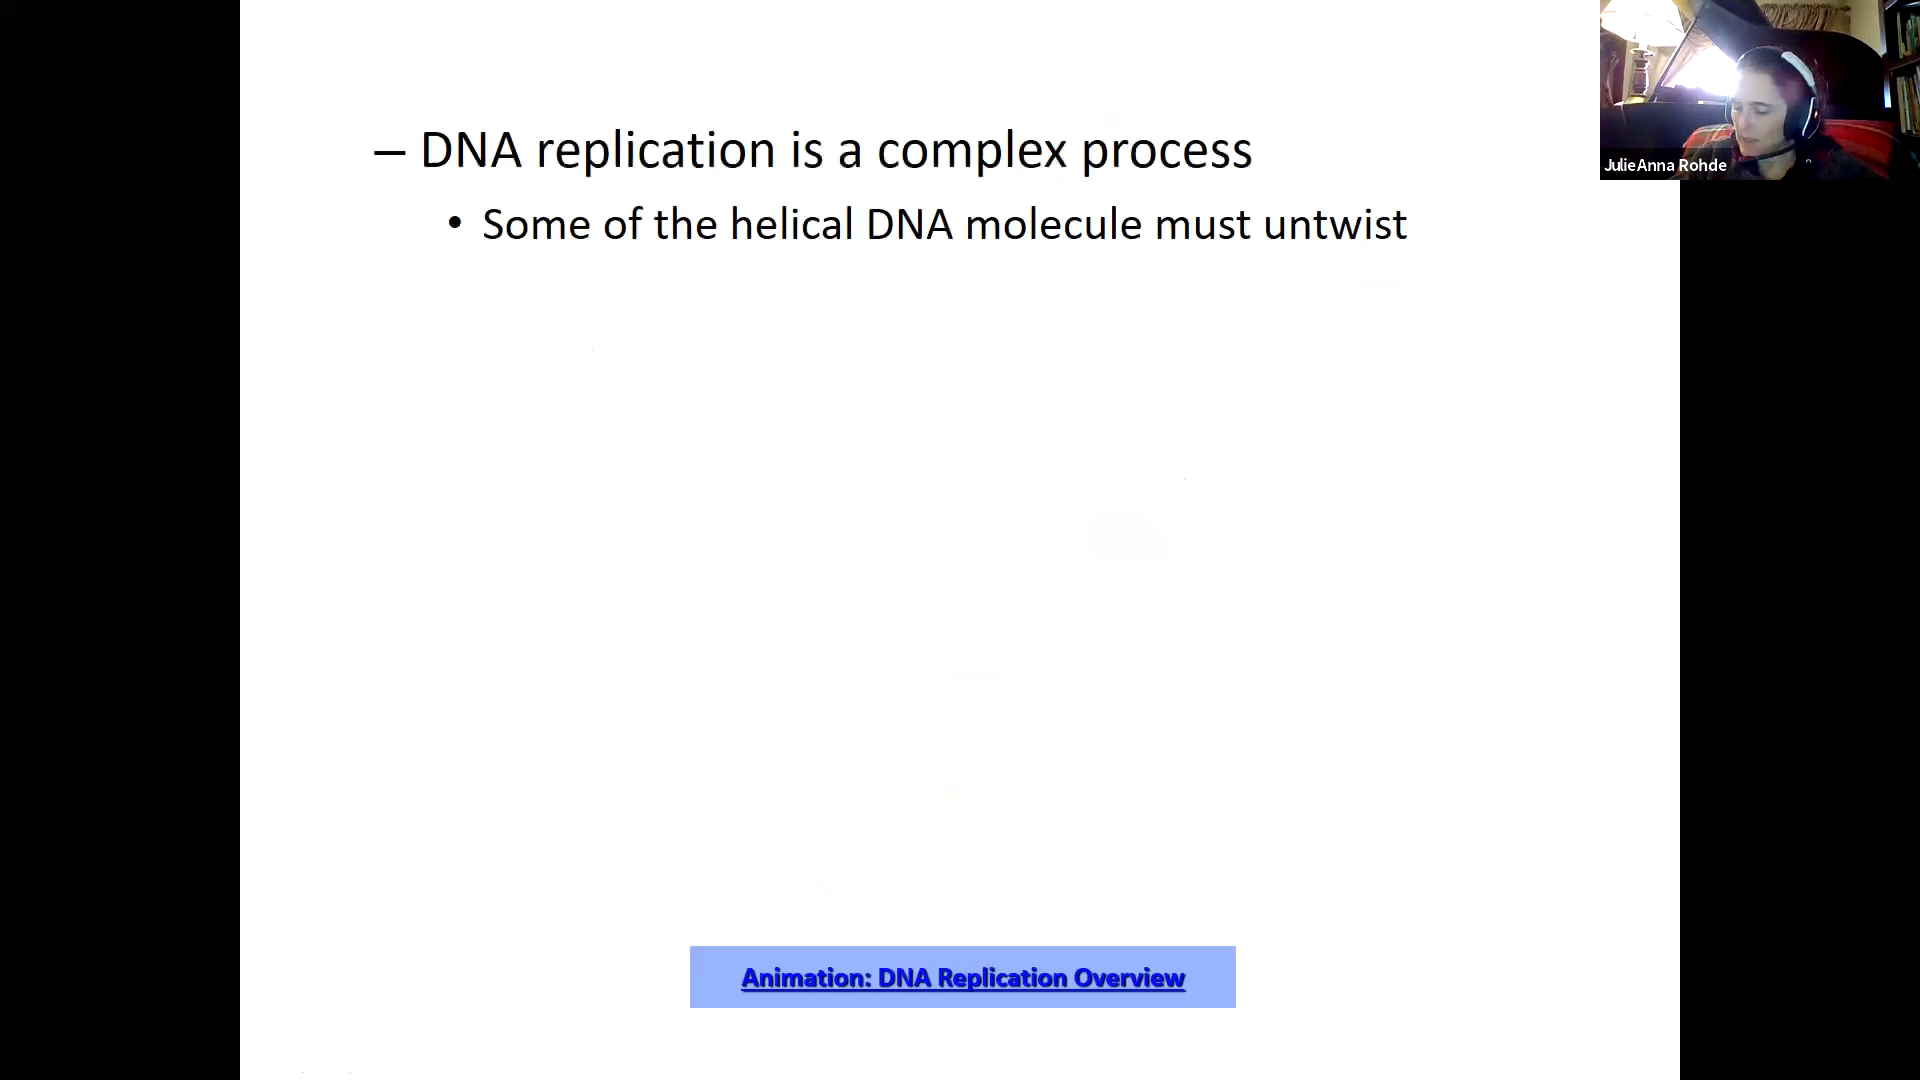 – DNA replication is a complex process
• Some of the helical DNA molecule must untwist
JulieAnna Rohde
Animation: DNA Replication Overview